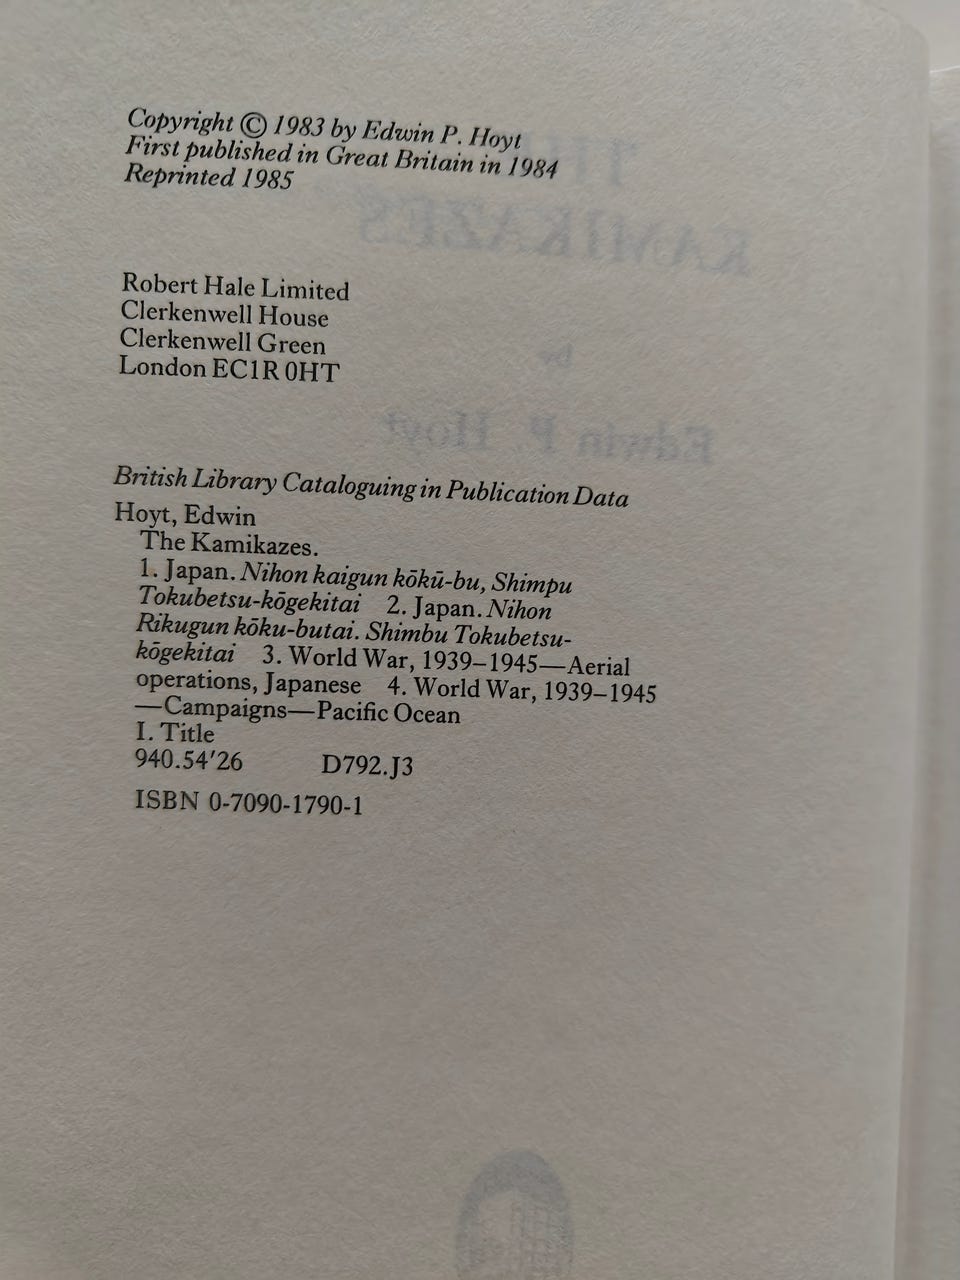 Copyright © 1983 by Edwin P. Hoyt
First published in Great Britain in 1984
Reprinted 1985
Robert Hale Limited
Clerkenwell House
Clerkenwell Green
London EC1R 0HT
British Library Cataloguing in Publication Data
Hoyt, Edwin
The Kamikazes.
1. Japan. Nihon kaigun kōkū-bu, Shimpu
Tokubetsu-kōgekitai 2. Japan. Nihon
Rikugun kōku-butai. Shimbu Tokubetsu-
kōgekitai 3. World War, 1939–1945—Aerial
operations, Japanese 4. World War, 1939–1945
—Campaigns—Pacific Ocean
I. Title
940.54′26 D792.J3
ISBN 0-7090-1790-1